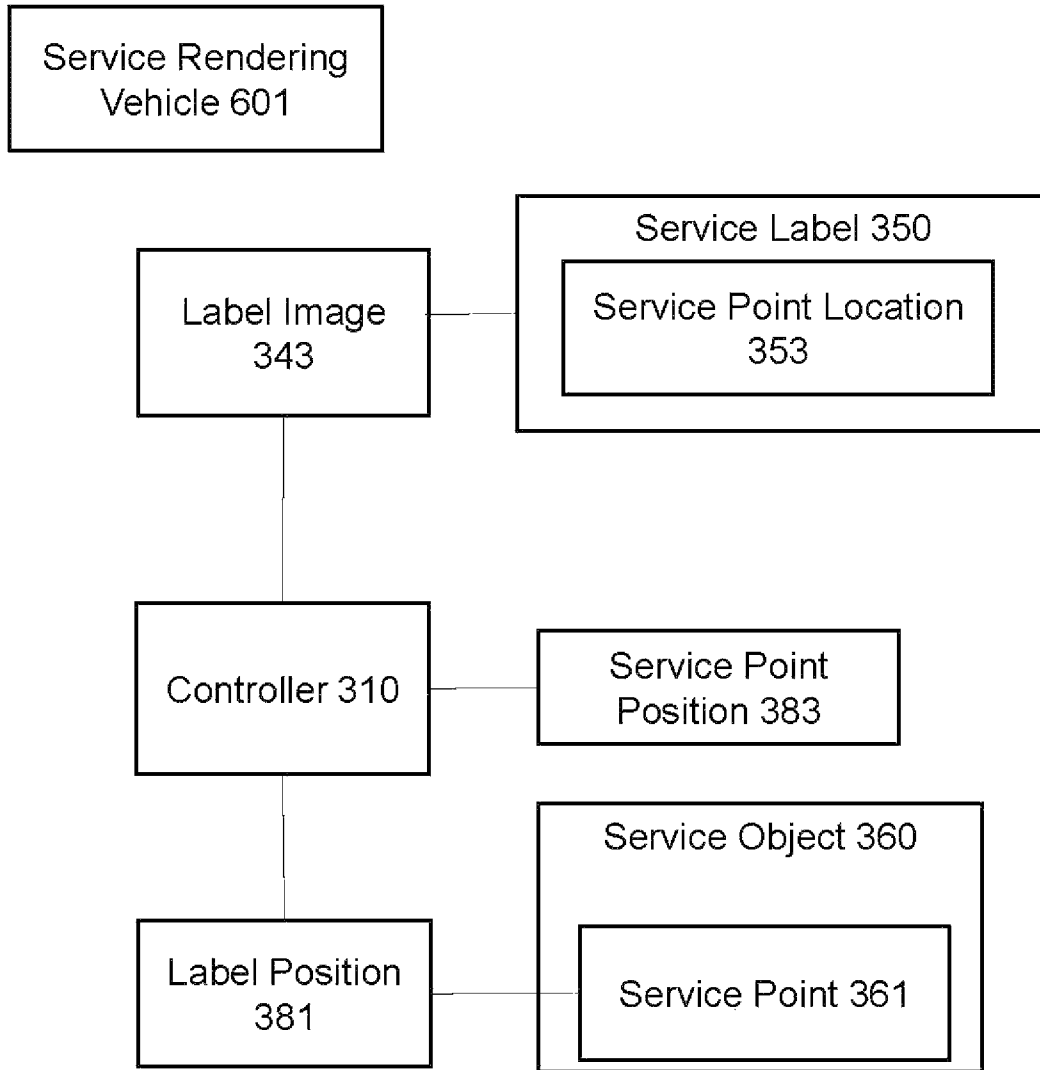 Service Rendering
Vehicle 601
Service Label 350
Label Image
343
Service Point Location
353
Controller 310
Service Point
Position 383
Service Object 360
Label Position
381
Service Point 361